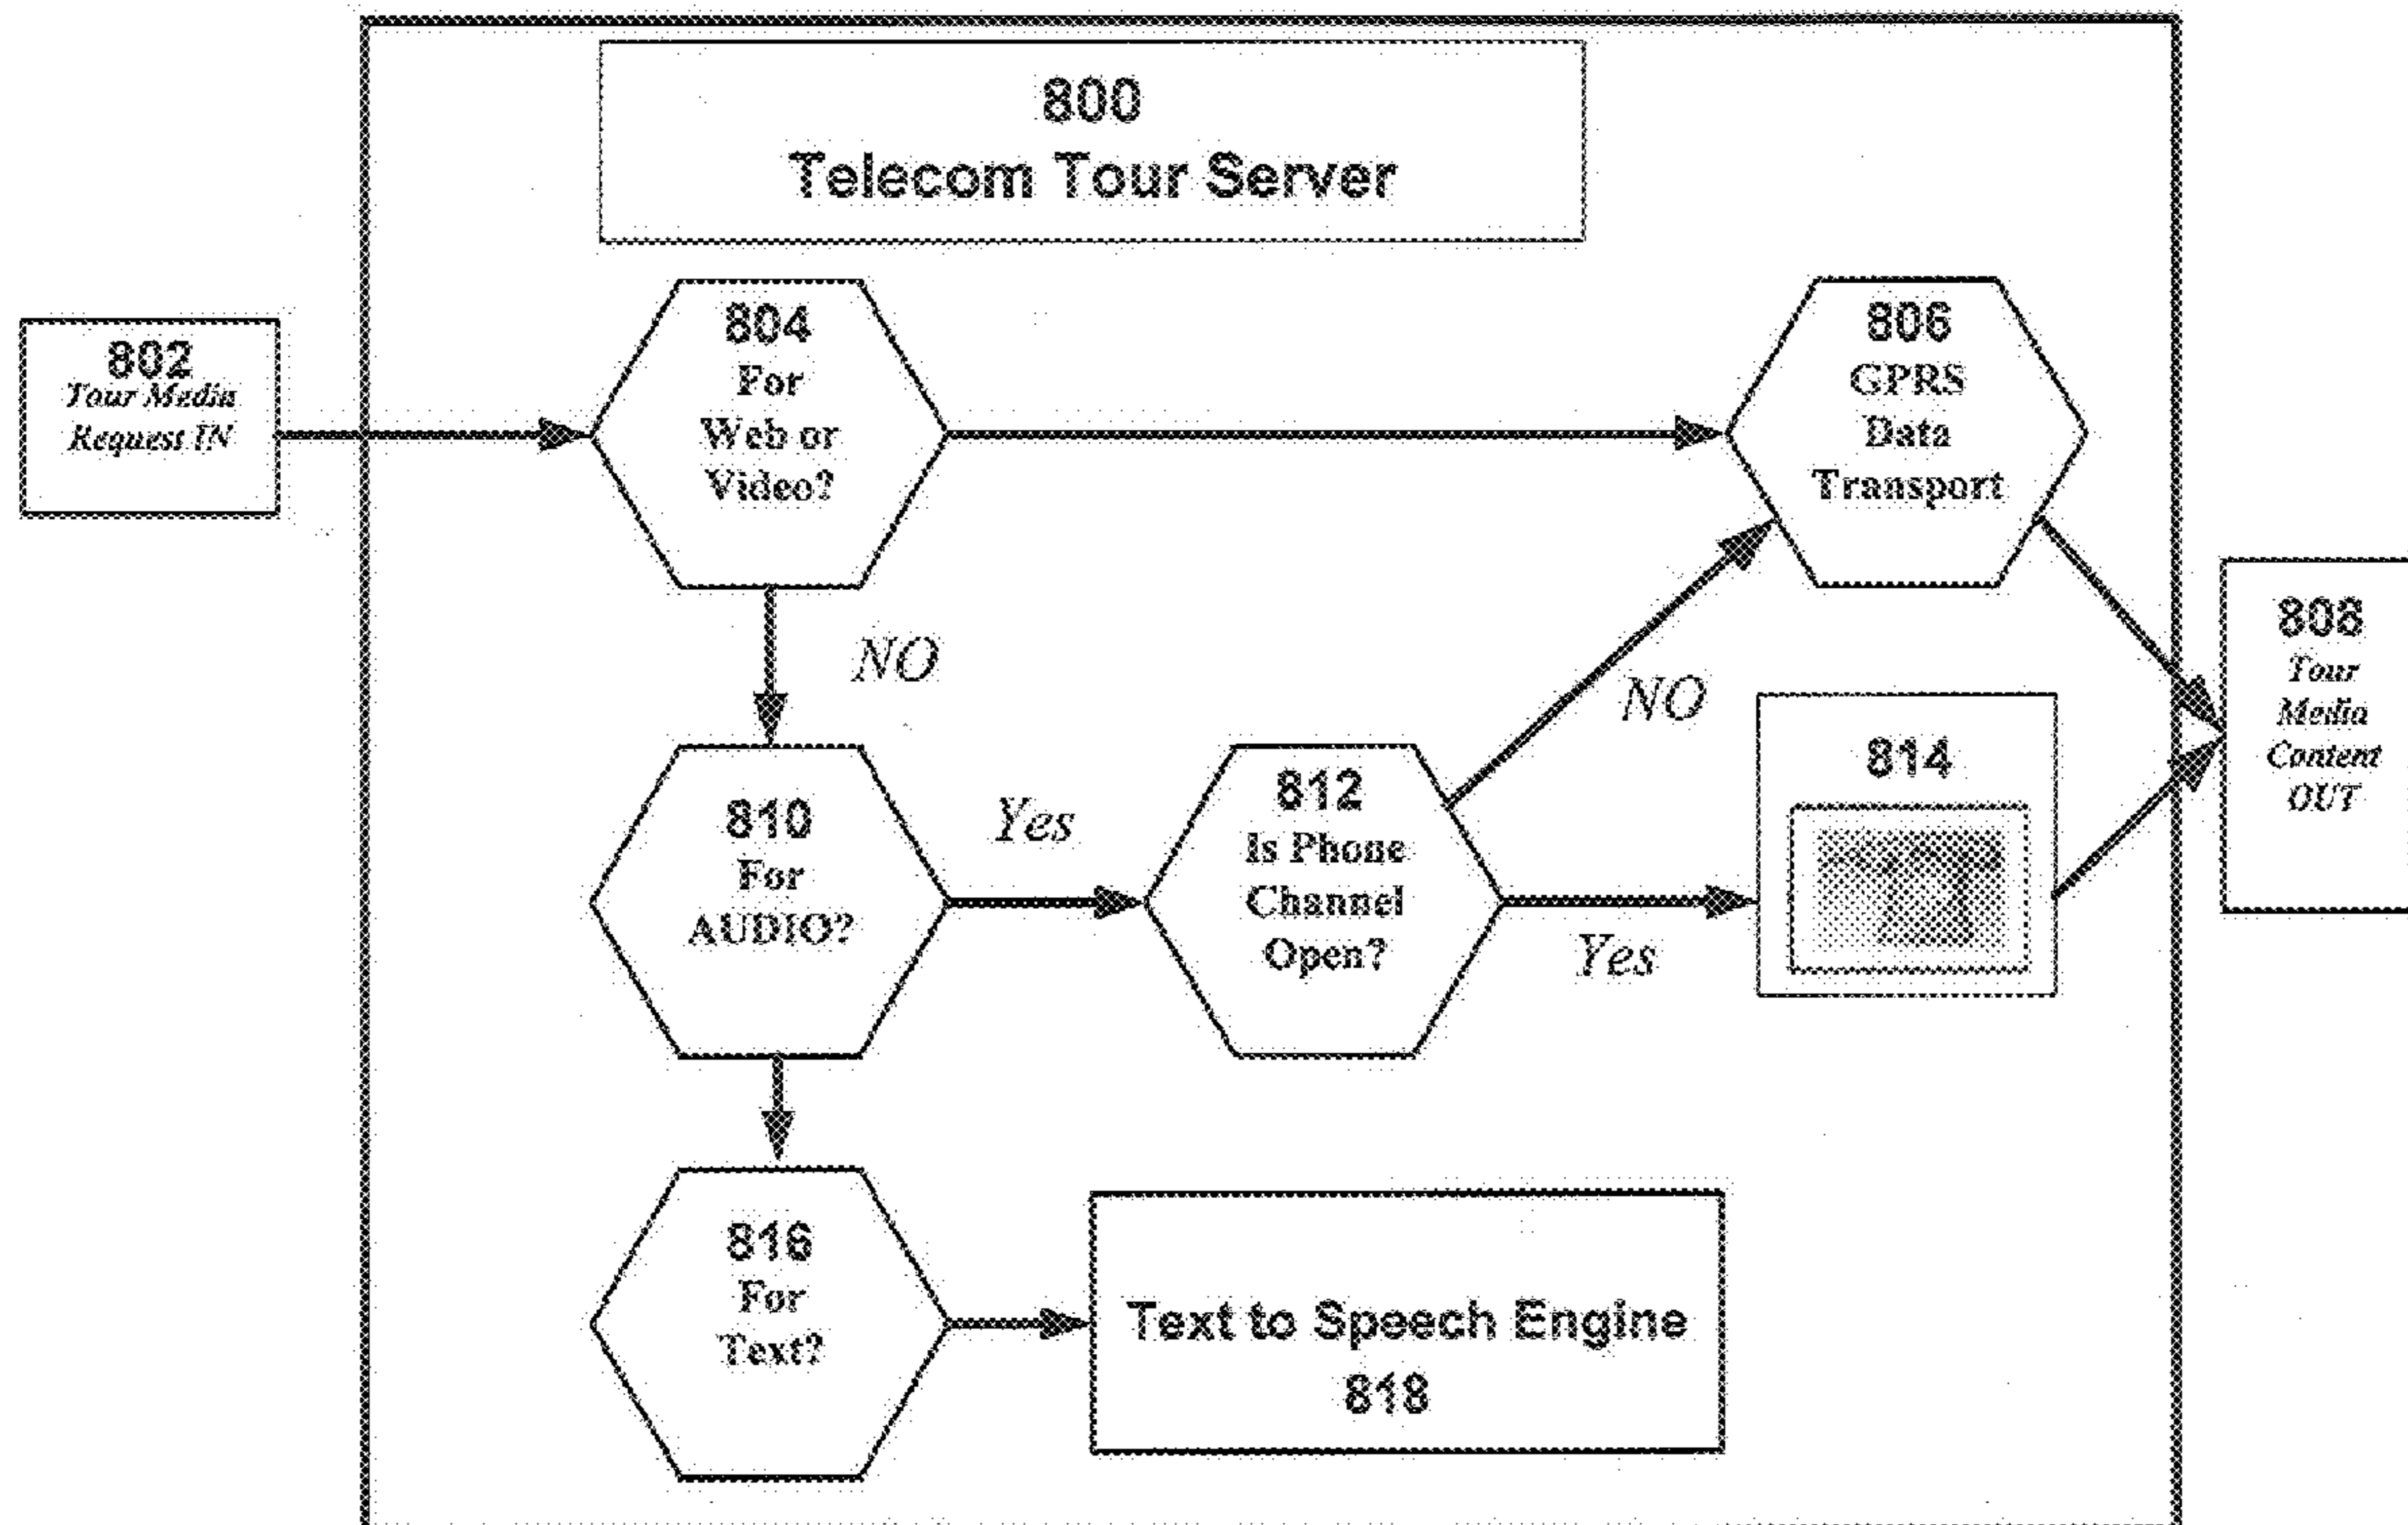 800
Telecom Tour Server
802
Tour Media
Request IN
804
For
Web or
Video?
806
GPRS
Data
Transport
NO
NO
808
Tour
Media
Content
OUT
810
For
AUDIO?
Yes
812
Is Phone
Channel
Open?
Yes
814
816
For
Text?
Text to Speech Engine
818